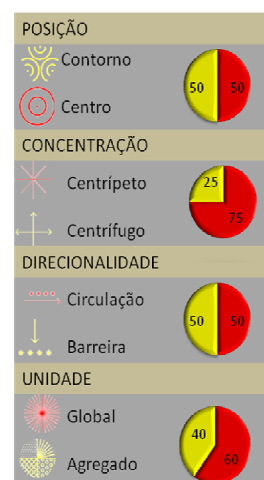 POSIÇÃO
Contorno
50 50
Centro
CONCENTRAÇÃO
Centrípeto
25
75
Centrífugo
DIRECIONALIDADE
Circulação
50 50
Barreira
UNIDADE
Global
40
60
Agregado